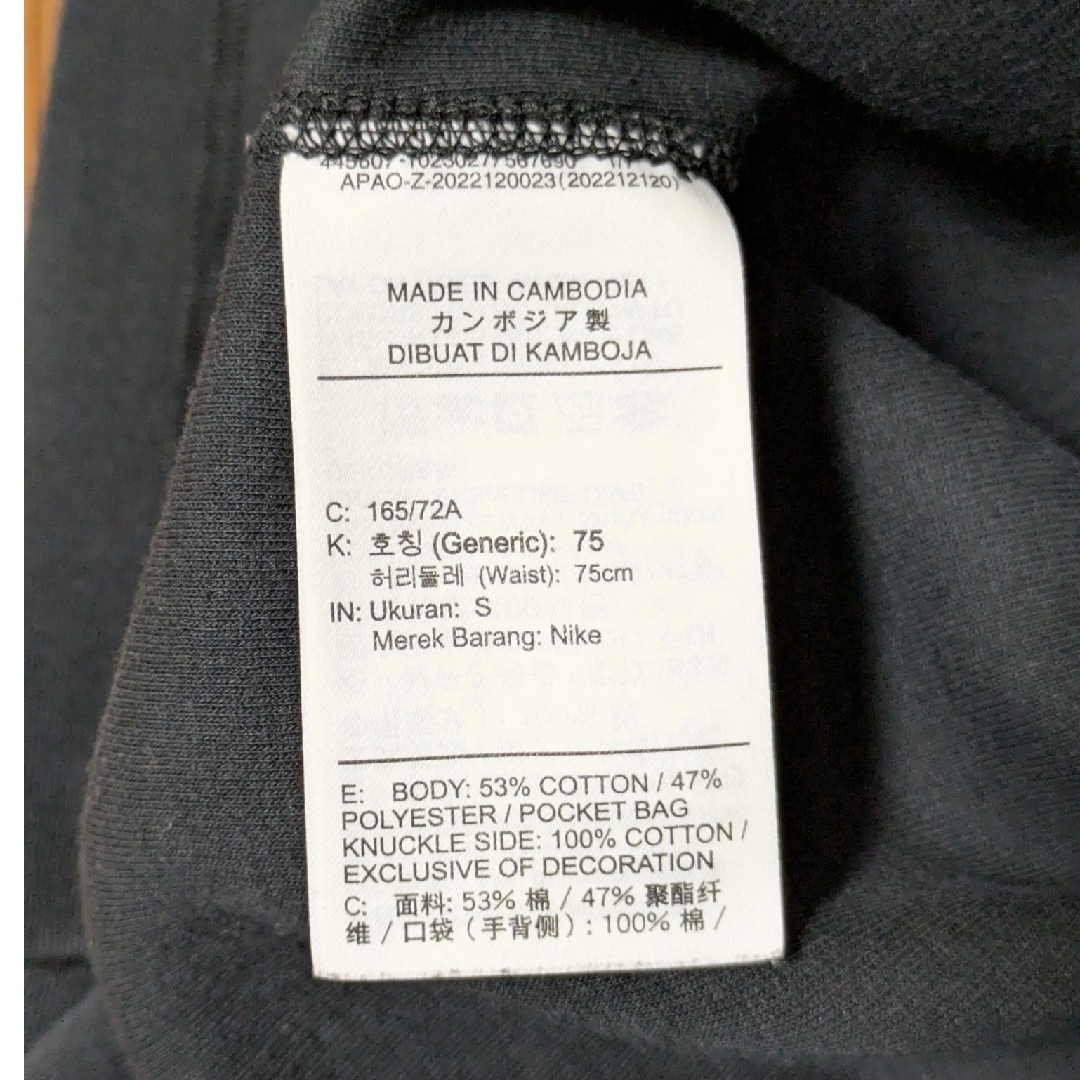 APAO-Z-2022120023(202212120)
MADE IN CAMBODIA
カンボジア製
DIBUAT DI KAMBOJA
C: 165/72A
K: 호칭 (Generic): 75
허리둘레 (Waist): 75cm
IN: Ukuran: S
Merek Barang: Nike
E: BODY: 53% COTTON / 47%
POLYESTER / POCKET BAG
KNUCKLE SIDE: 100% COTTON /
EXCLUSIVE OF DECORATION
C: 面料: 53% 棉 / 47% 聚酯纤
维 / 口袋 (手背侧) : 100% 棉 /